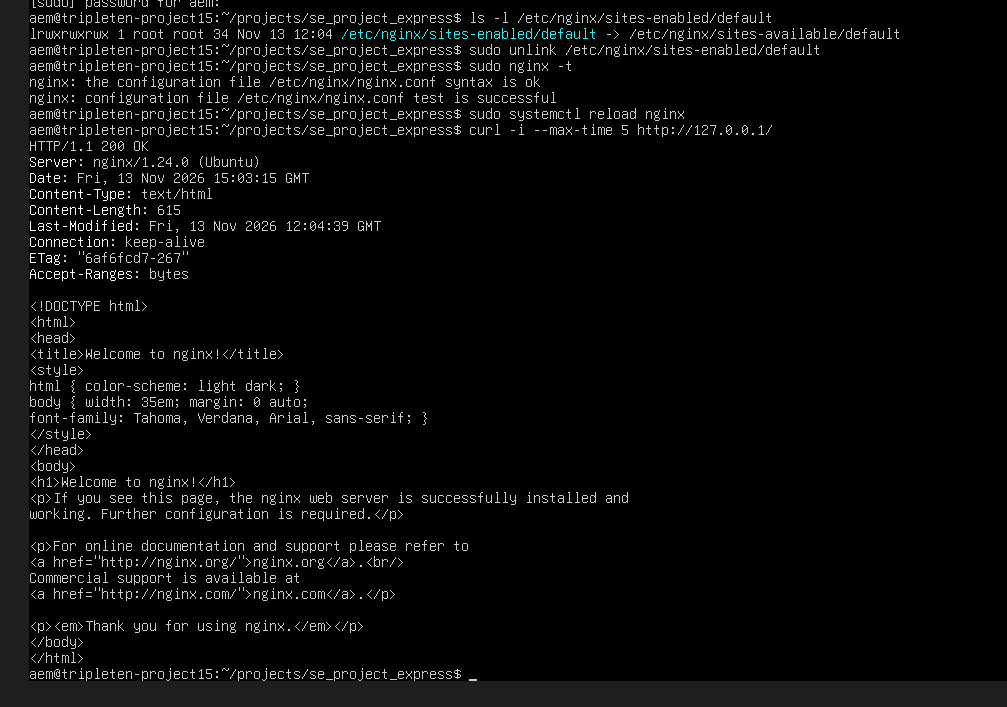 [sudo] password for aem:
aem@tripleten-project15:~/projects/se_project_express$ ls -l /etc/nginx/sites-enabled/default
lrwxrwxrwx 1 root root 34 Nov 13 12:04 /etc/nginx/sites-enabled/default -> /etc/nginx/sites-available/default
aem@tripleten-project15:~/projects/se_project_express$ sudo unlink /etc/nginx/sites-enabled/default
aem@tripleten-project15:~/projects/se_project_express$ sudo nginx -t
nginx: the configuration file /etc/nginx/nginx.conf syntax is ok
nginx: configuration file /etc/nginx/nginx.conf test is successful
aem@tripleten-project15:~/projects/se_project_express$ sudo systemctl reload nginx
aem@tripleten-project15:~/projects/se_project_express$ curl -i --max-time 5 http://127.0.0.1/
HTTP/1.1 200 OK
Server: nginx/1.24.0 (Ubuntu)
Date: Fri, 13 Nov 2026 15:03:15 GMT
Content-Type: text/html
Content-Length: 615
Last-Modified: Fri, 13 Nov 2026 12:04:39 GMT
Connection: keep-alive
ETag: "6af6fcd7-267"
Accept-Ranges: bytes

<!DOCTYPE html>
<html>
<head>
<title>Welcome to nginx!</title>
<style>
html { color-scheme: light dark; }
body { width: 35em; margin: 0 auto;
font-family: Tahoma, Verdana, Arial, sans-serif; }
</style>
</head>
<body>
<h1>Welcome to nginx!</h1>
<p>If you see this page, the nginx web server is successfully installed and
working. Further configuration is required.</p>

<p>For online documentation and support please refer to
<a href="http://nginx.org/">nginx.org</a>.<br/>
Commercial support is available at
<a href="http://nginx.com/">nginx.com</a>.</p>

<p><em>Thank you for using nginx.</em></p>
</body>
</html>
aem@tripleten-project15:~/projects/se_project_express$ _